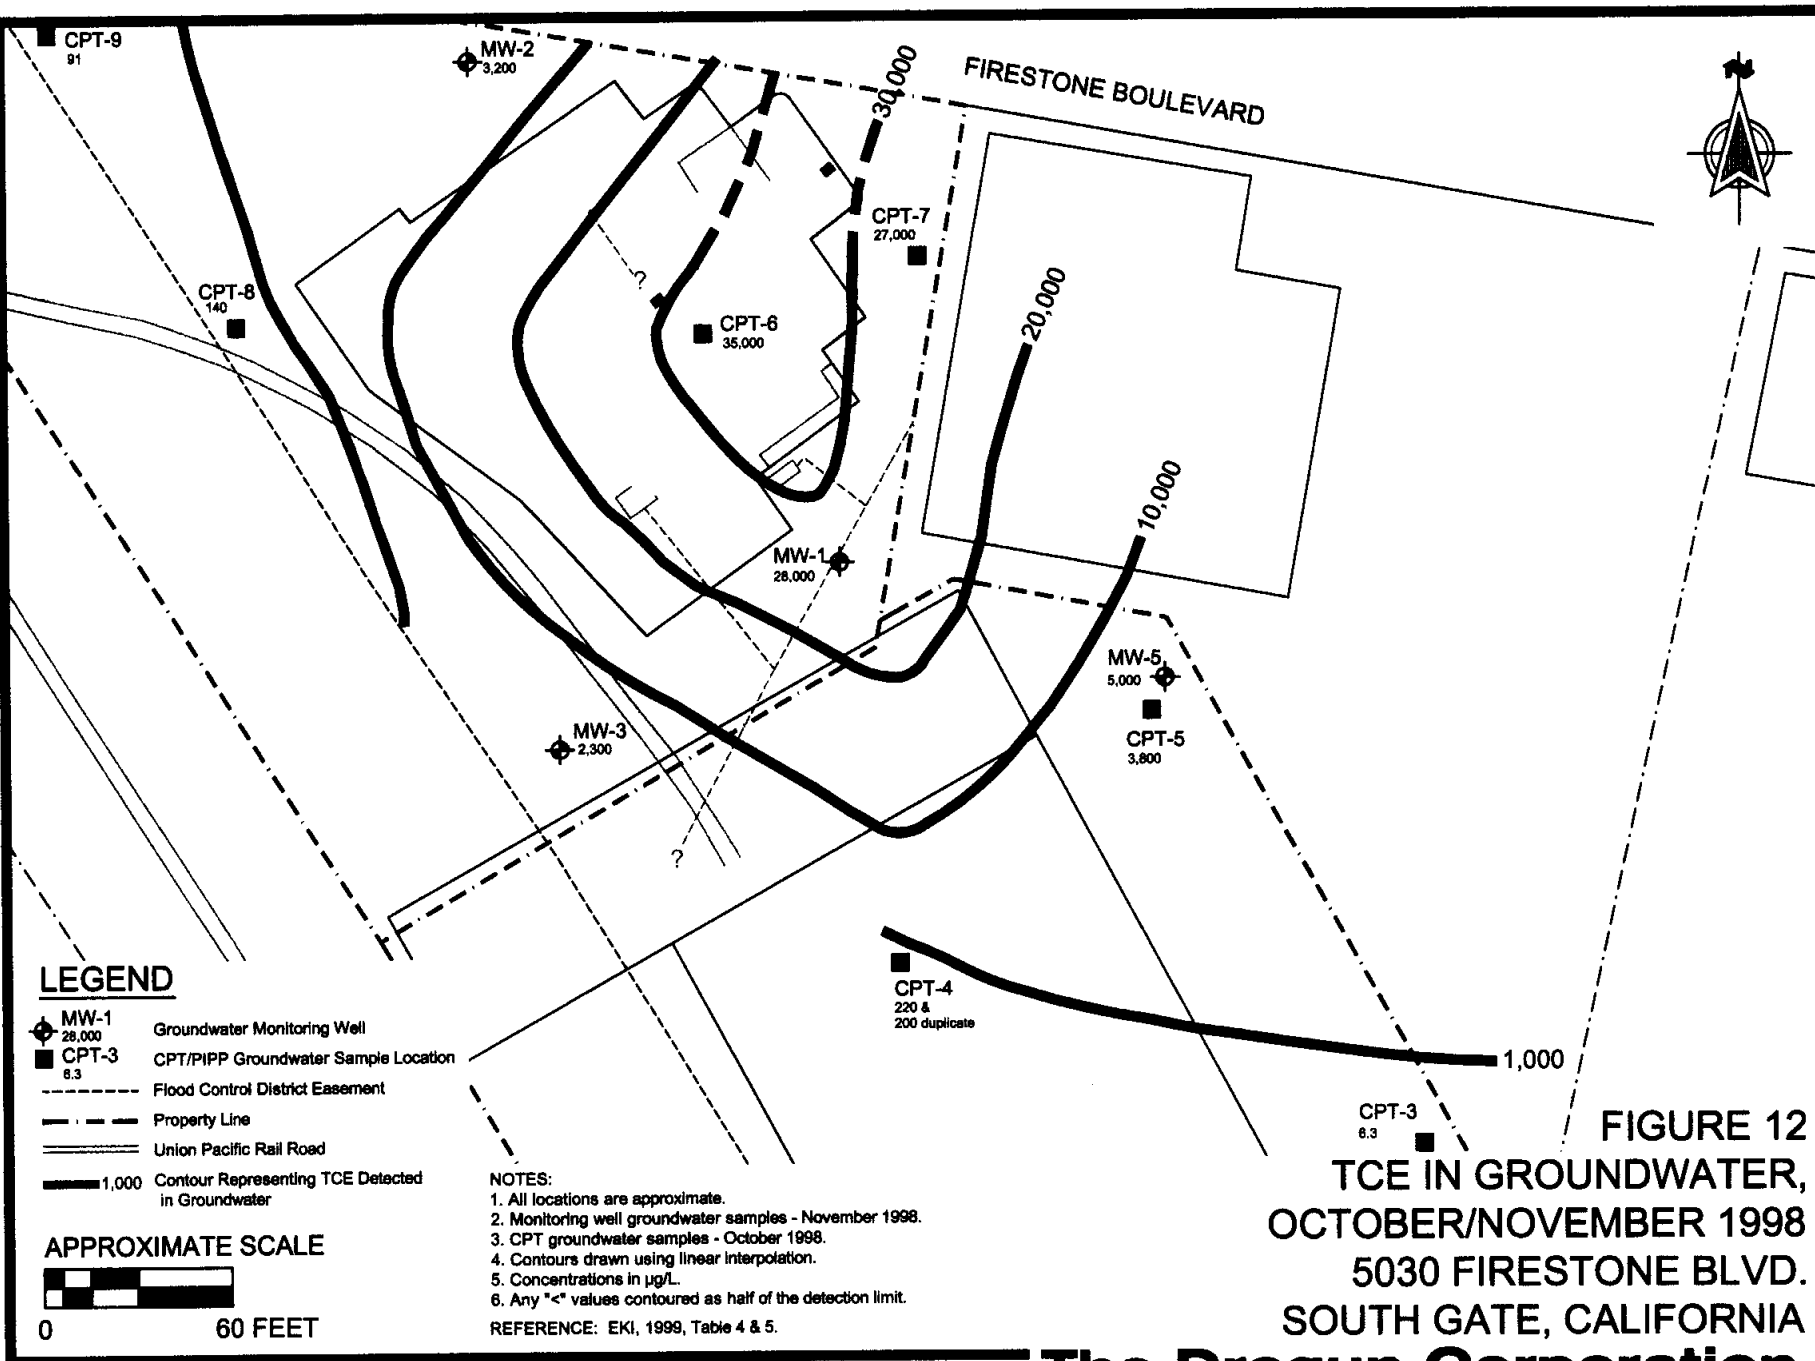 CPT-9
91
MW-2
3,200
30,000
FIRESTONE BOULEVARD
N
CPT-7
27,000
CPT-8
140
?
CPT-6
35,000
20,000
10,000
MW-1
28,000
MW-5
5,000
CPT-5
3,800
MW-3
2,300
?
CPT-4
220 &
200 duplicate
1,000
CPT-3
6.3
LEGEND
MW-1
28,000
Groundwater Monitoring Well
CPT-3
6.3
CPT/PIPP Groundwater Sample Location
Flood Control District Easement
Property Line
Union Pacific Rail Road
1,000
Contour Representing TCE Detected
in Groundwater
APPROXIMATE SCALE
0 60 FEET
NOTES:
1. All locations are approximate.
2. Monitoring well groundwater samples - November 1998.
3. CPT groundwater samples - October 1998.
4. Contours drawn using linear interpolation.
5. Concentrations in µg/L.
6. Any "<" values contoured as half of the detection limit.
REFERENCE: EKI, 1999, Table 4 & 5.
FIGURE 12
TCE IN GROUNDWATER,
OCTOBER/NOVEMBER 1998
5030 FIRESTONE BLVD.
SOUTH GATE, CALIFORNIA
The Dragun Corporation